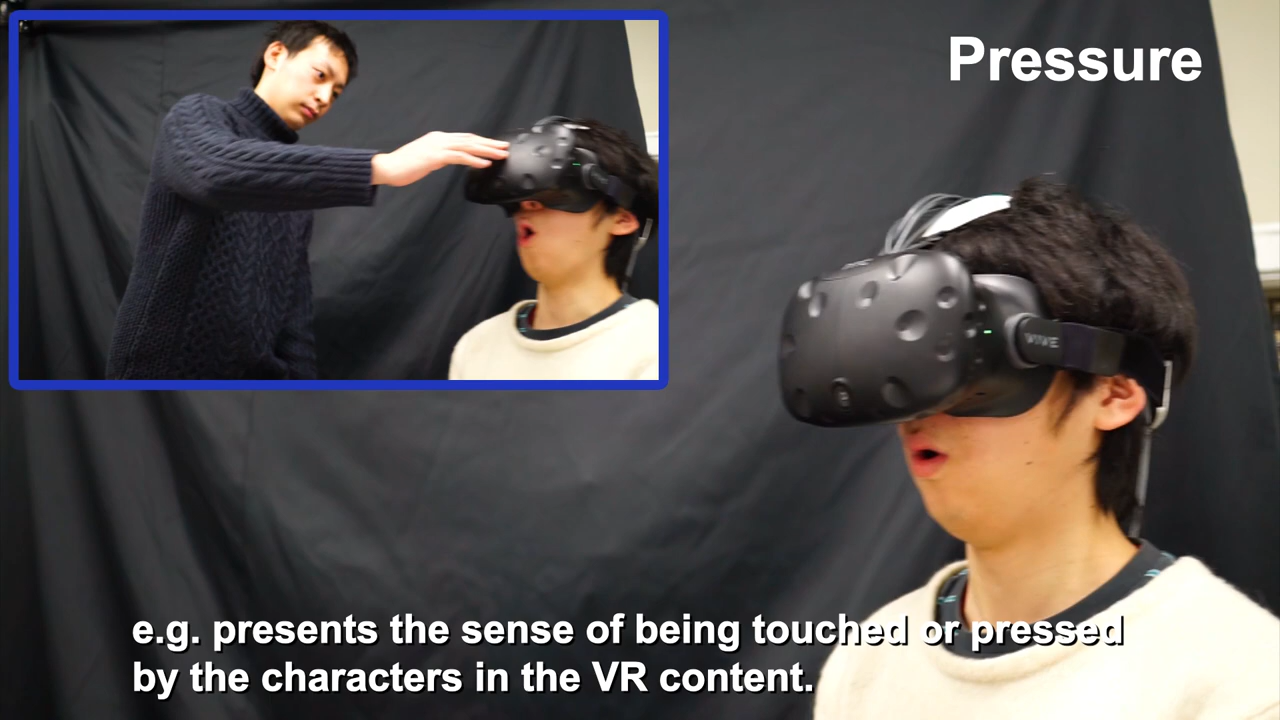 Pressure
VIVE
e.g. presents the sense of being touched or pressed
by the characters in the VR content.